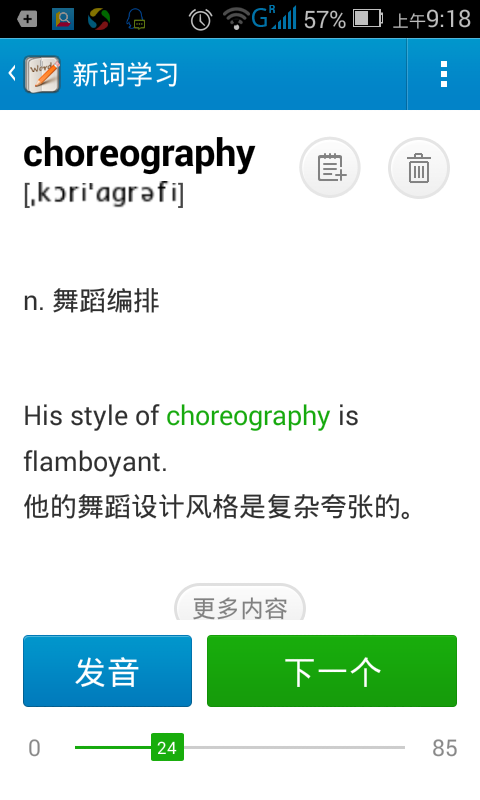 G R 57% 上午9:18
Words 新词学习
choreography
[ˌkɔriˈɑɡrəfi]
n. 舞蹈编排
His style of choreography is
flamboyant.
他的舞蹈设计风格是复杂夸张的。
更多内容
发音 下一个
0 24 85